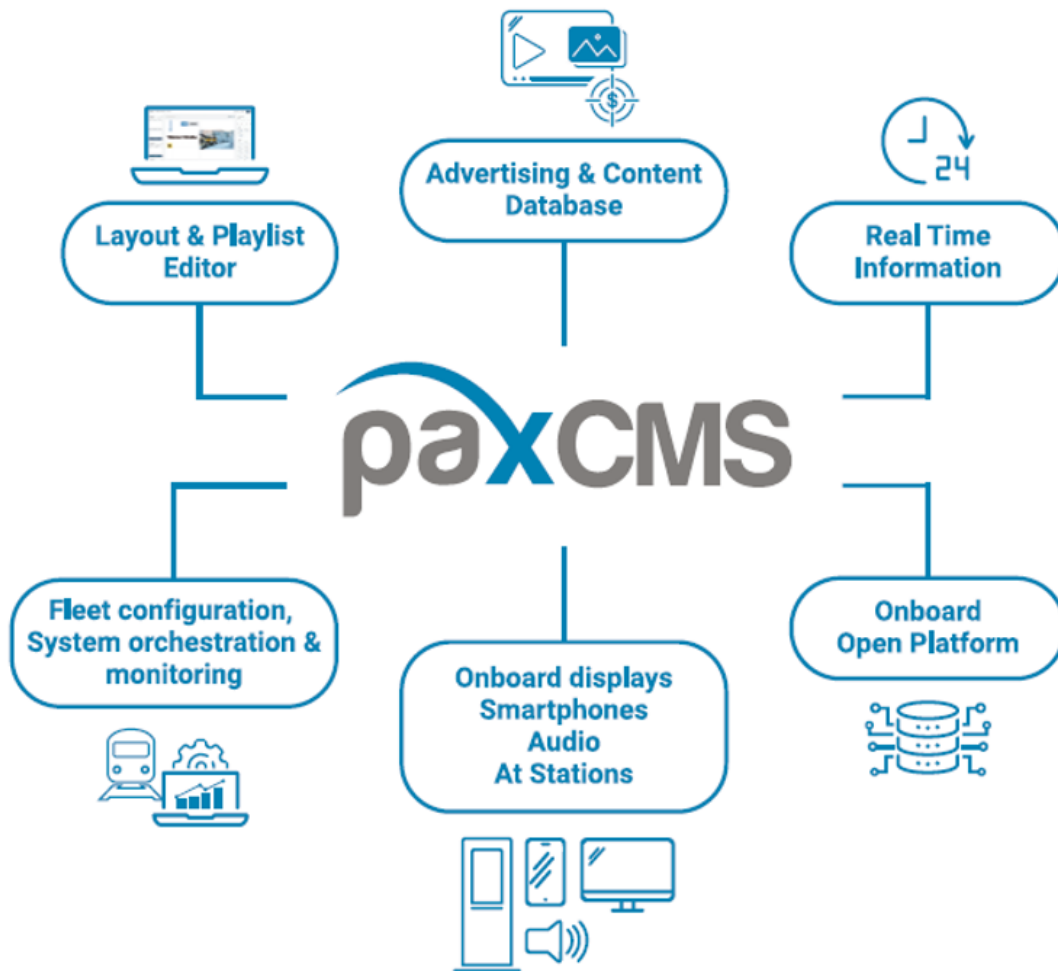 Advertising & Content
Database
Layout & Playlist
Editor
24
Real Time
Information
paxCMS
Fleet configuration,
System orchestration &
monitoring
Onboard displays
Smartphones
Audio
At Stations
Onboard
Open Platform
$